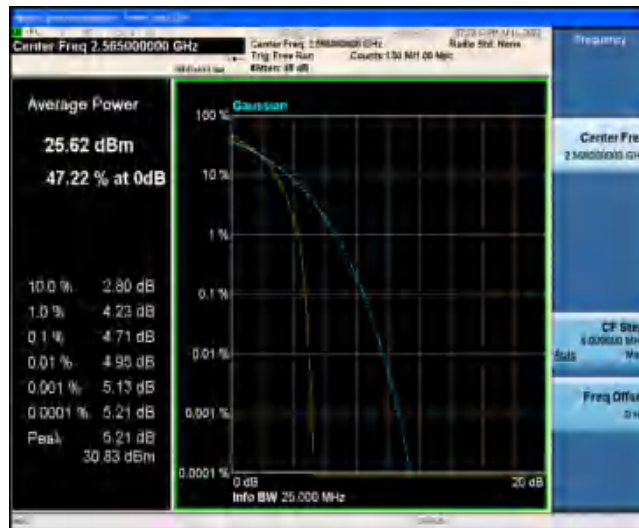 Center Freq 2.565000000 GHz
Trig: Free Run
Radio Std: None
Frequency
Average Power
25.62 dBm
47.22 % at 0dB
10.0 % 2.80 dB
1.0 % 4.23 dB
0.1 % 4.71 dB
0.01 % 4.95 dB
0.001 % 5.13 dB
0.0001 % 5.21 dB
Peak 5.21 dB
30.83 dBm
Gaussian
100 %
10 %
1 %
0.1 %
0.01 %
0.001 %
0.0001 %
0 dB
20 dB
Info BW 25.000 MHz
Center Fre
CF Ste
Auto
Freq Offse